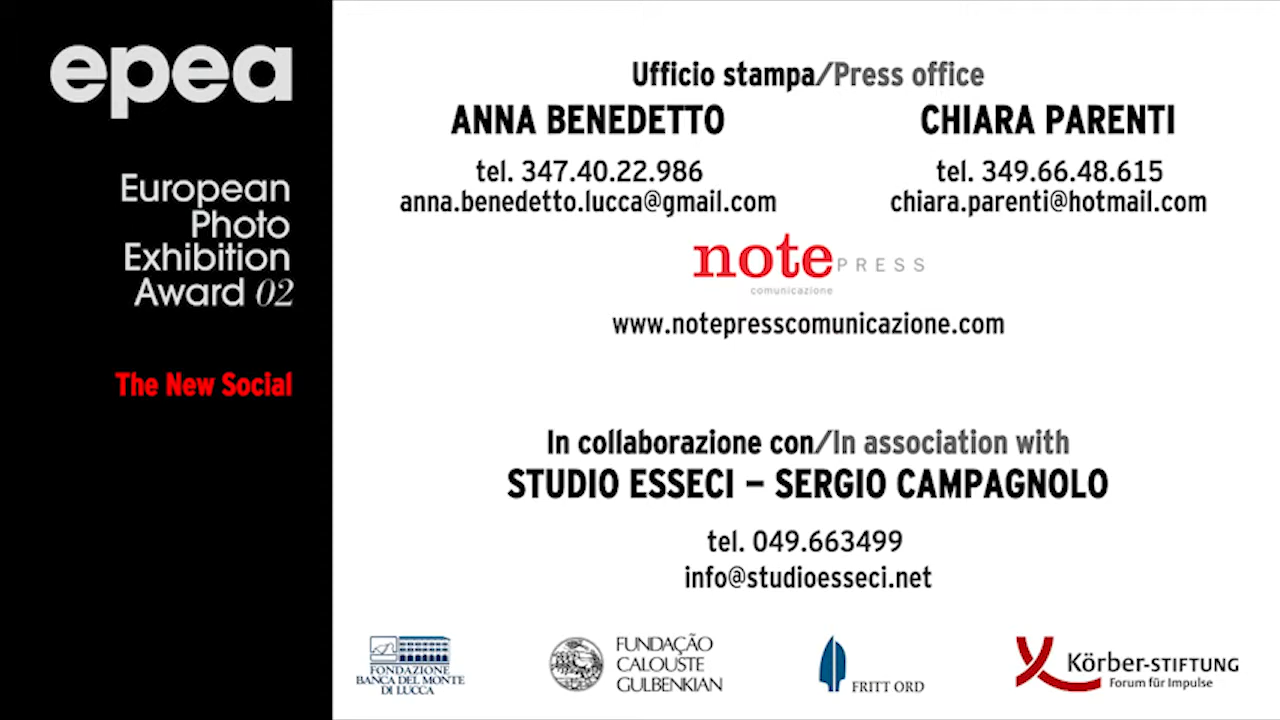 epea
European
Photo
Exhibition
Award 02
The New Social
Ufficio stampa/Press office
ANNA BENEDETTO
tel. 347.40.22.986
anna.benedetto.lucca@gmail.com
CHIARA PARENTI
tel. 349.66.48.615
chiara.parenti@hotmail.com
note PRESS
comunicazione
www.notepresscomunicazione.com
In collaborazione con/In association with
STUDIO ESSECI – SERGIO CAMPAGNOLO
tel. 049.663499
info@studioesseci.net
FONDAZIONE
BANCA DEL MONTE
DI LUCCA
FUNDAÇÃO
CALOUSTE
GULBENKIAN
FRITT ORD
Körber-STIFTUNG
Forum für Impulse